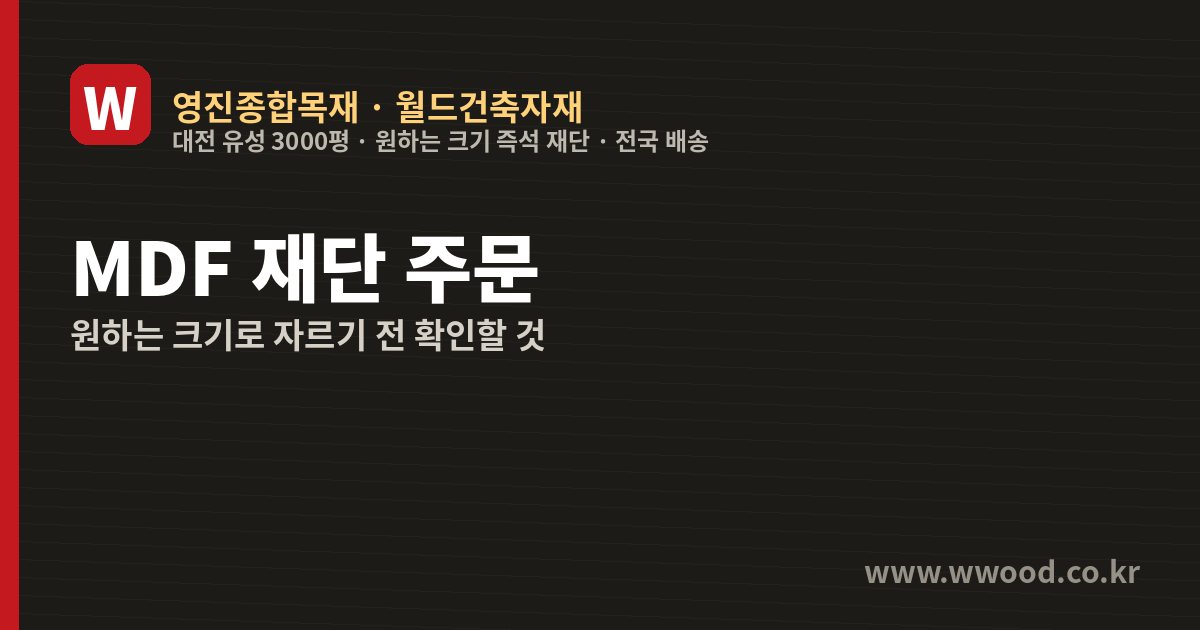 W
영진종합목재 · 월드건축자재
대전 유성 3000평 · 원하는 크기 즉석 재단 · 전국 배송
MDF 재단 주문
원하는 크기로 자르기 전 확인할 것
www.wwood.co.kr